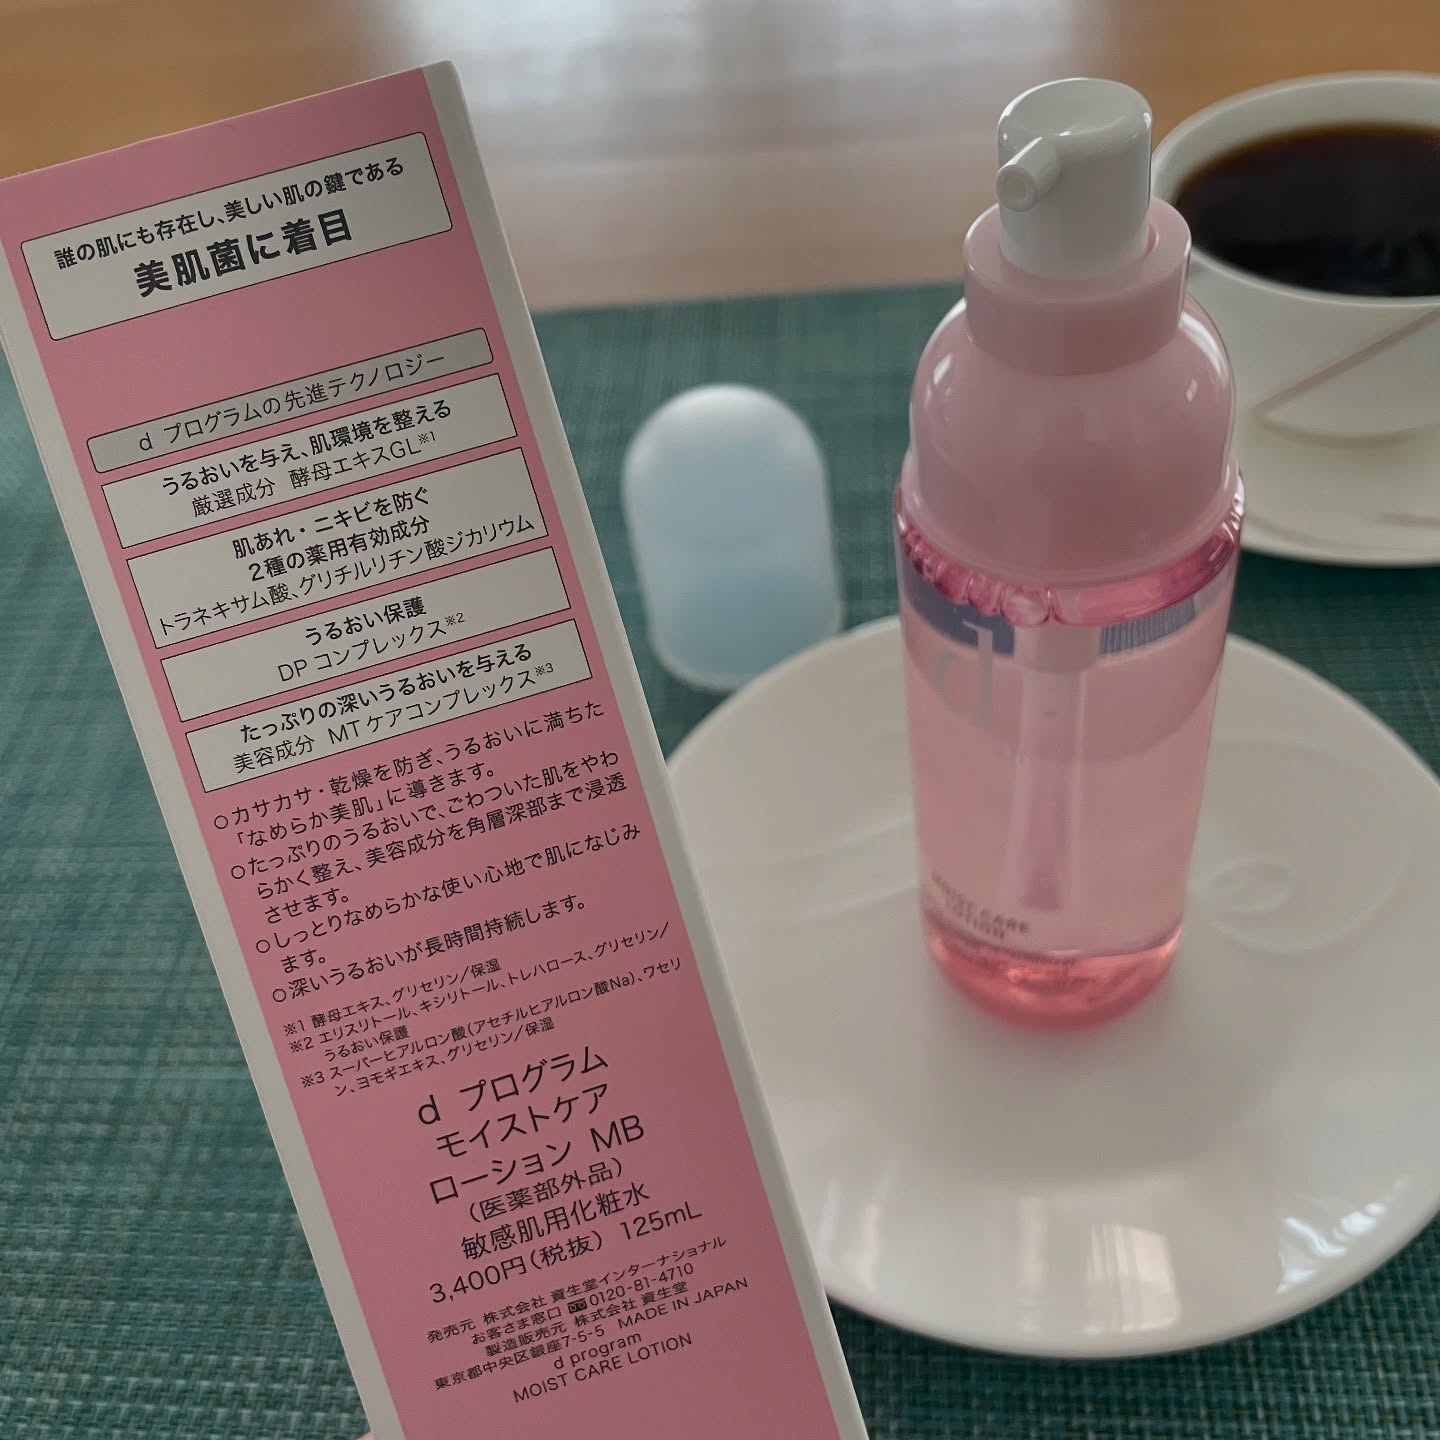 誰の肌にも存在し、美しい肌の鍵である
美肌菌に着目
d プログラムの先進テクノロジー
うるおいを与え、肌環境を整える
厳選成分 酵母エキスGL※1
肌あれ・ニキビを防ぐ
2種の薬用有効成分
トラネキサム酸、グリチルリチン酸ジカリウム
うるおい保護
DP コンプレックス※2
たっぷりの深いうるおいを与える
美容成分 MT ケアコンプレックス※3
○カサカサ・乾燥を防ぎ、うるおいに満ちた
「なめらか美肌」に導きます。
○たっぷりのうるおいで、ごわついた肌をやわ
らかく整え、美容成分を角層深部まで浸透
させます。
○しっとりなめらかな使い心地で肌になじみ
ます。
○深いうるおいが長時間持続します。
※1 酵母エキス、グリセリン/保湿
※2 エリスリトール、キシリトール、トレハロース、グリセリン/
うるおい保護
※3 スーパーヒアルロン酸(アセチルヒアルロン酸Na)、ワセリ
ン、ヨモギエキス、グリセリン/保湿
d プログラム
モイストケア
ローション MB
(医薬部外品)
敏感肌用化粧水
3,400円(税抜) 125mL
発売元 株式会社 資生堂インターナショナル
お客さま窓口 0120-81-4710
製造販売元 株式会社 資生堂
東京都中央区銀座7-5-5 MADE IN JAPAN
d program
MOIST CARE LOTION
d
MOIST CARE
LOTION